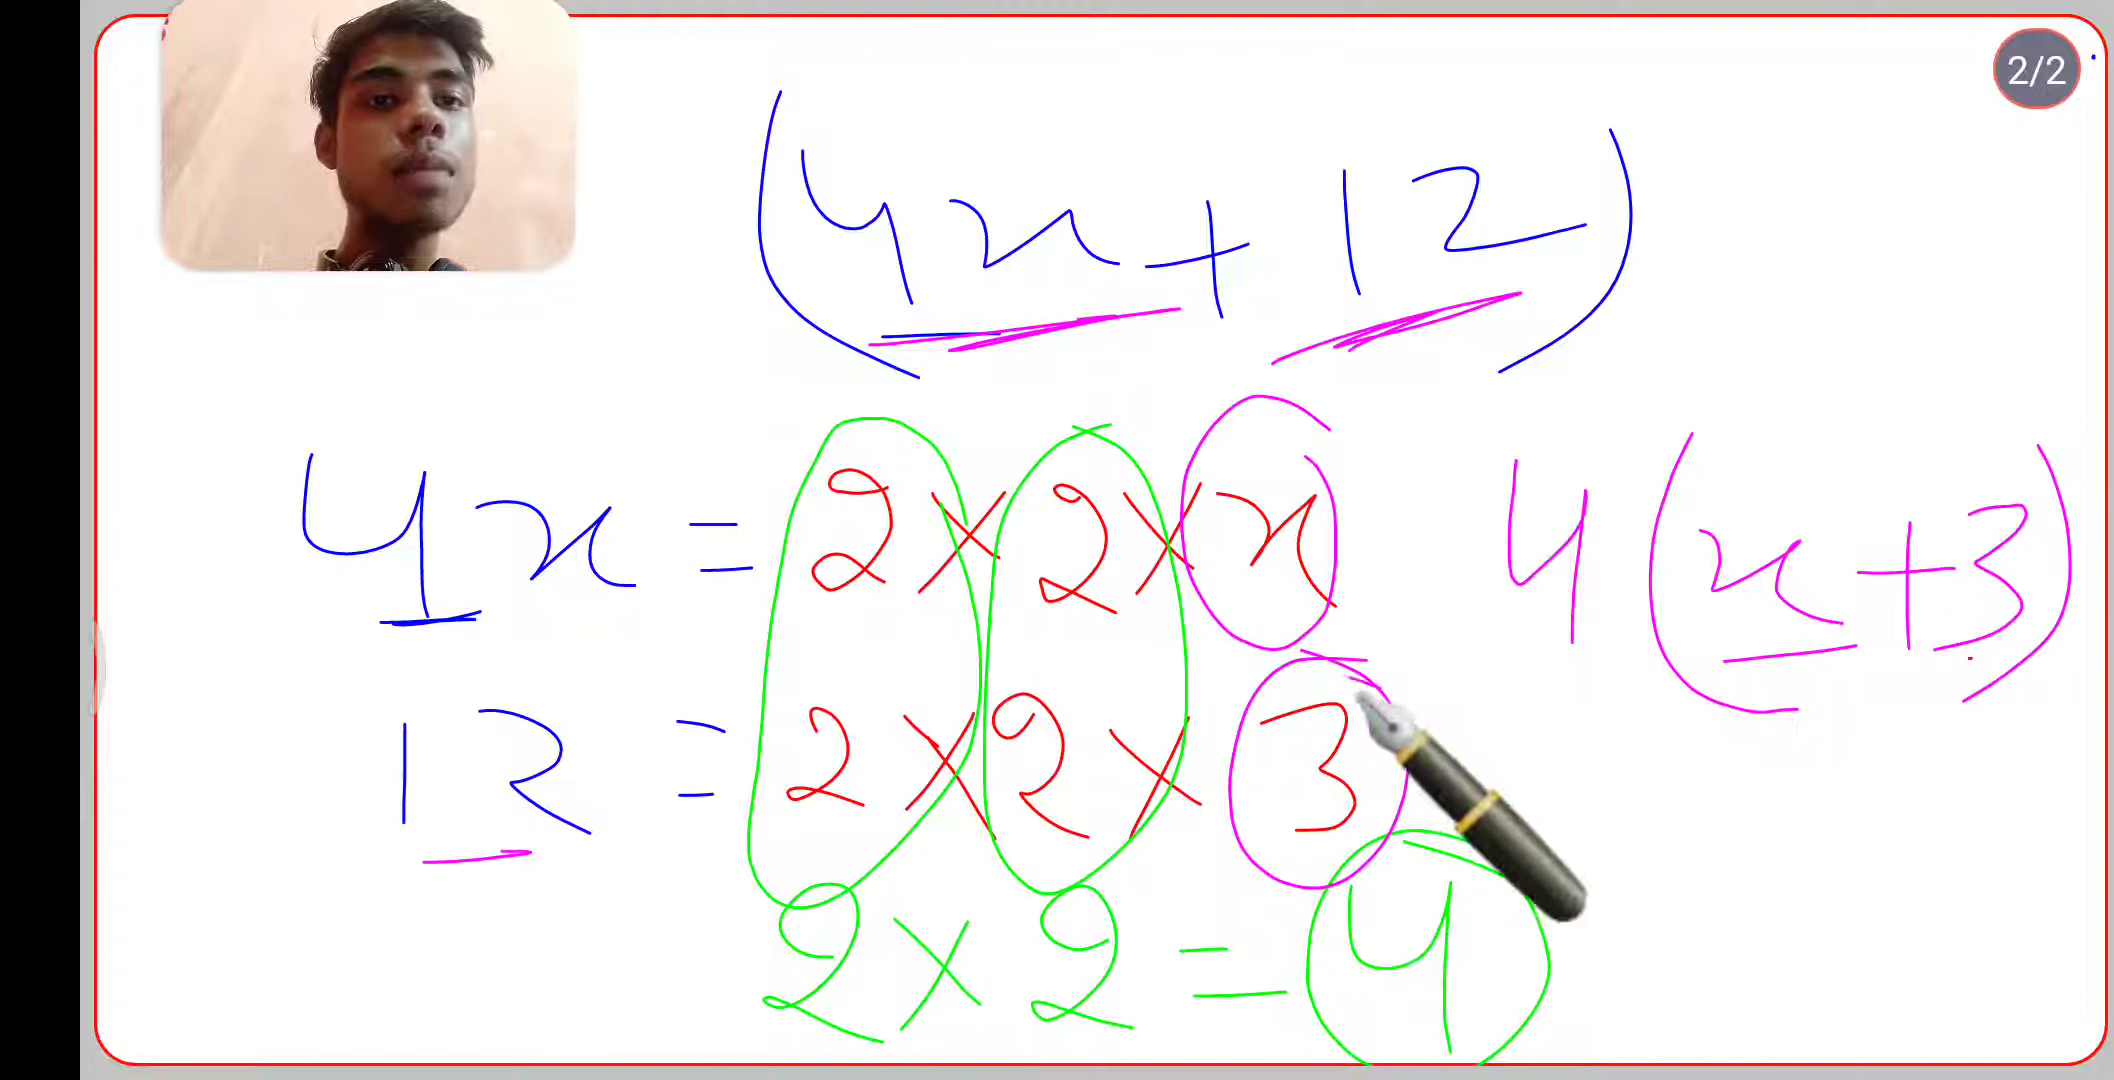 2/2
(4x+12)
4x = 2×2×x 4(x+3)
12 = 2×2×3
2×2=4